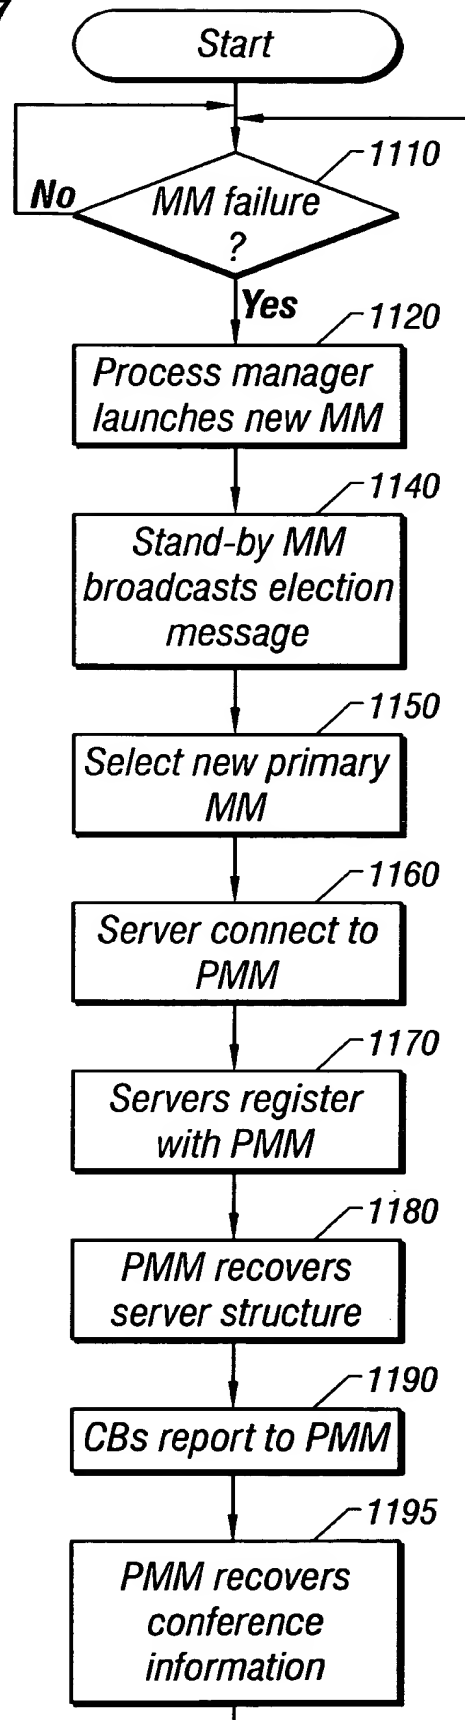 Start
1110
No
MM failure
?
Yes
1120
Process manager
launches new MM
1140
Stand-by MM
broadcasts election
message
1150
Select new primary
MM
1160
Server connect to
PMM
1170
Servers register
with PMM
1180
PMM recovers
server structure
1190
CBs report to PMM
1195
PMM recovers
conference
information